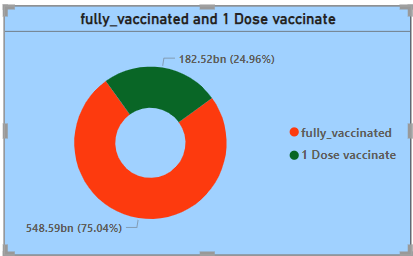 fully_vaccinated and 1 Dose vaccinate
182.52bn (24.96%)
fully_vaccinated
1 Dose vaccinate
548.59bn (75.04%)